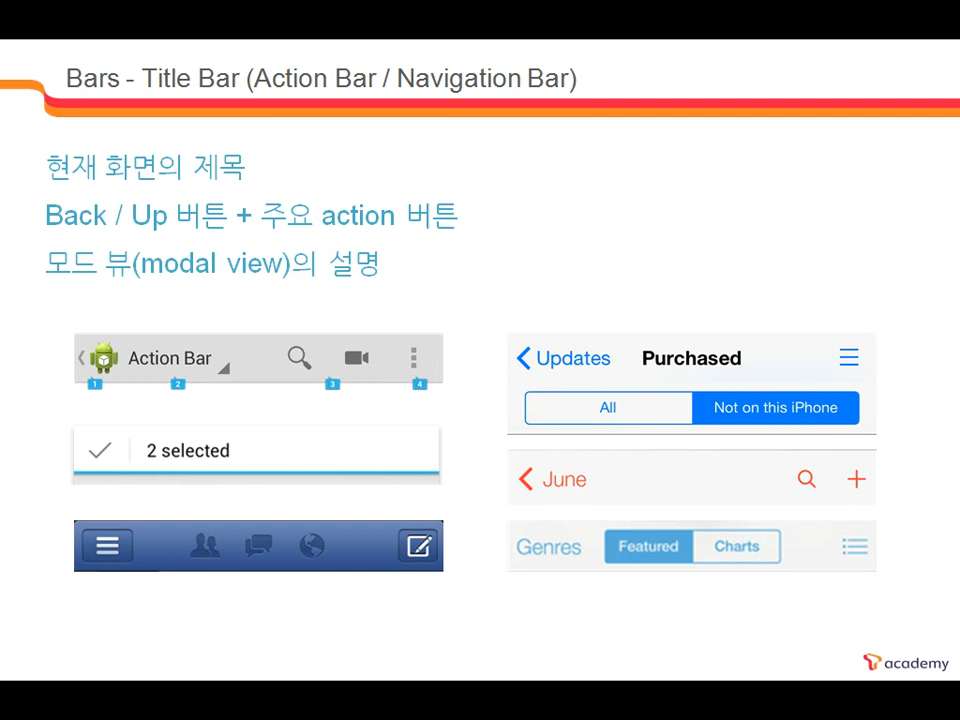 Bars - Title Bar (Action Bar / Navigation Bar)
현재 화면의 제목
Back / Up 버튼 + 주요 action 버튼
모드 뷰(modal view)의 설명
Action Bar
1 2 3 4
2 selected
Updates Purchased
All Not on this iPhone
June
Genres Featured Charts
academy